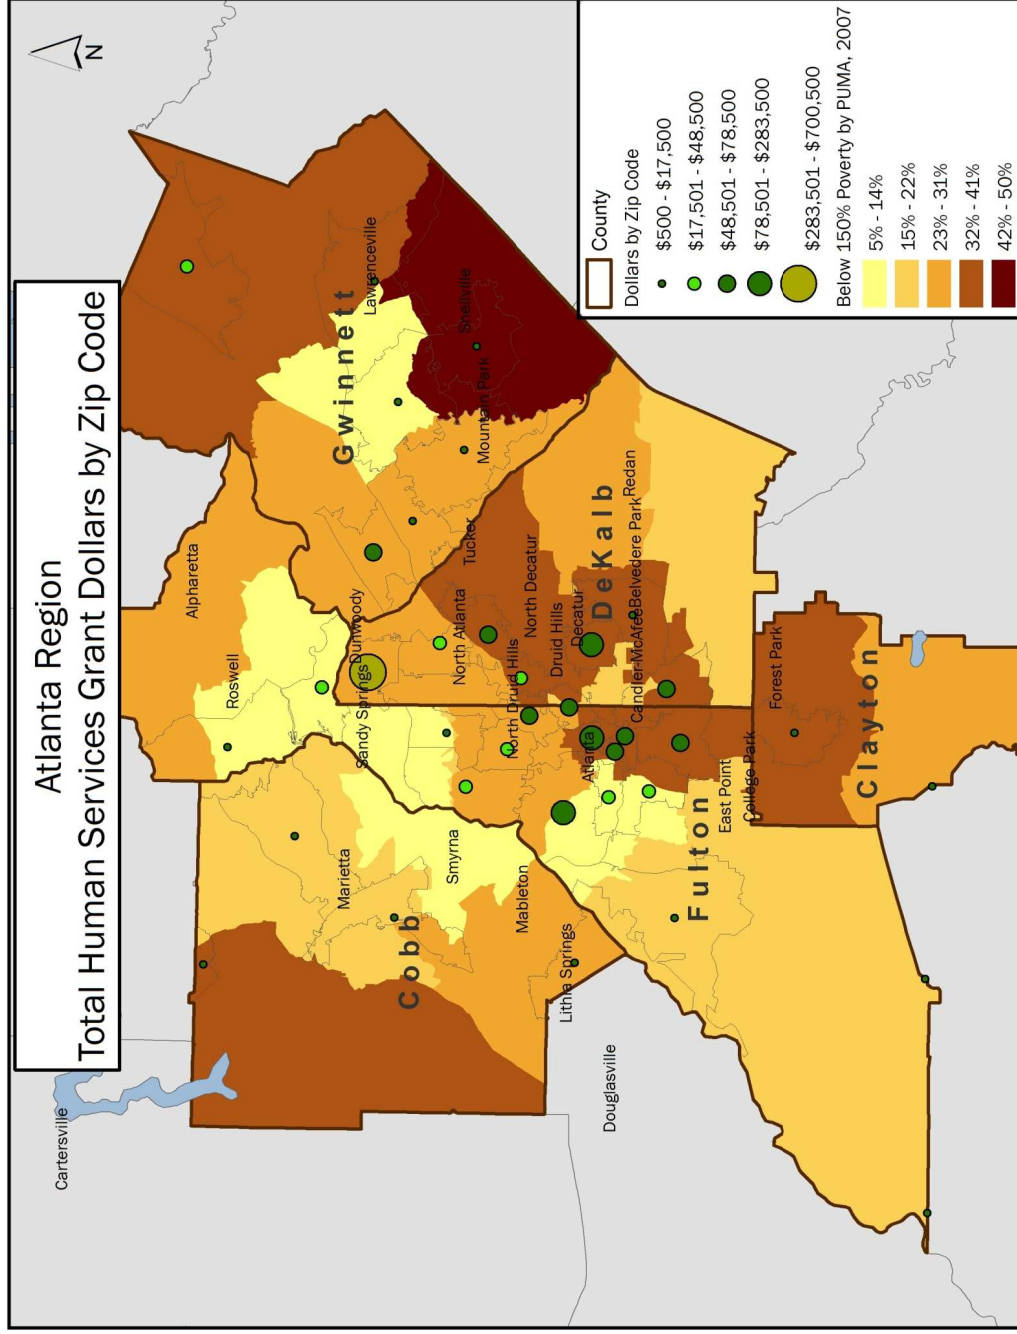 Atlanta Region
Total Human Services Grant Dollars by Zip Code
N
Cartersville
Alpharetta
Roswell
Lawrenceville
Gwinnett
Snellville
Mountain Park
Dunwoody
Sandy Springs
Marietta
Cobb
Smyrna
Mableton
Lithia Springs
Douglasville
Tucker
North Atlanta
North Druid Hills
North Decatur
Druid Hills
Decatur
DeKalb
Redan
Belvedere Park
Candler-McAfee
Atlanta
Fulton
East Point
College Park
Forest Park
Clayton
County
Dollars by Zip Code
$500 - $17,500
$17,501 - $48,500
$48,501 - $78,500
$78,501 - $283,500
$283,501 - $700,500
Below 150% Poverty by PUMA, 2007
5% - 14%
15% - 22%
23% - 31%
32% - 41%
42% - 50%